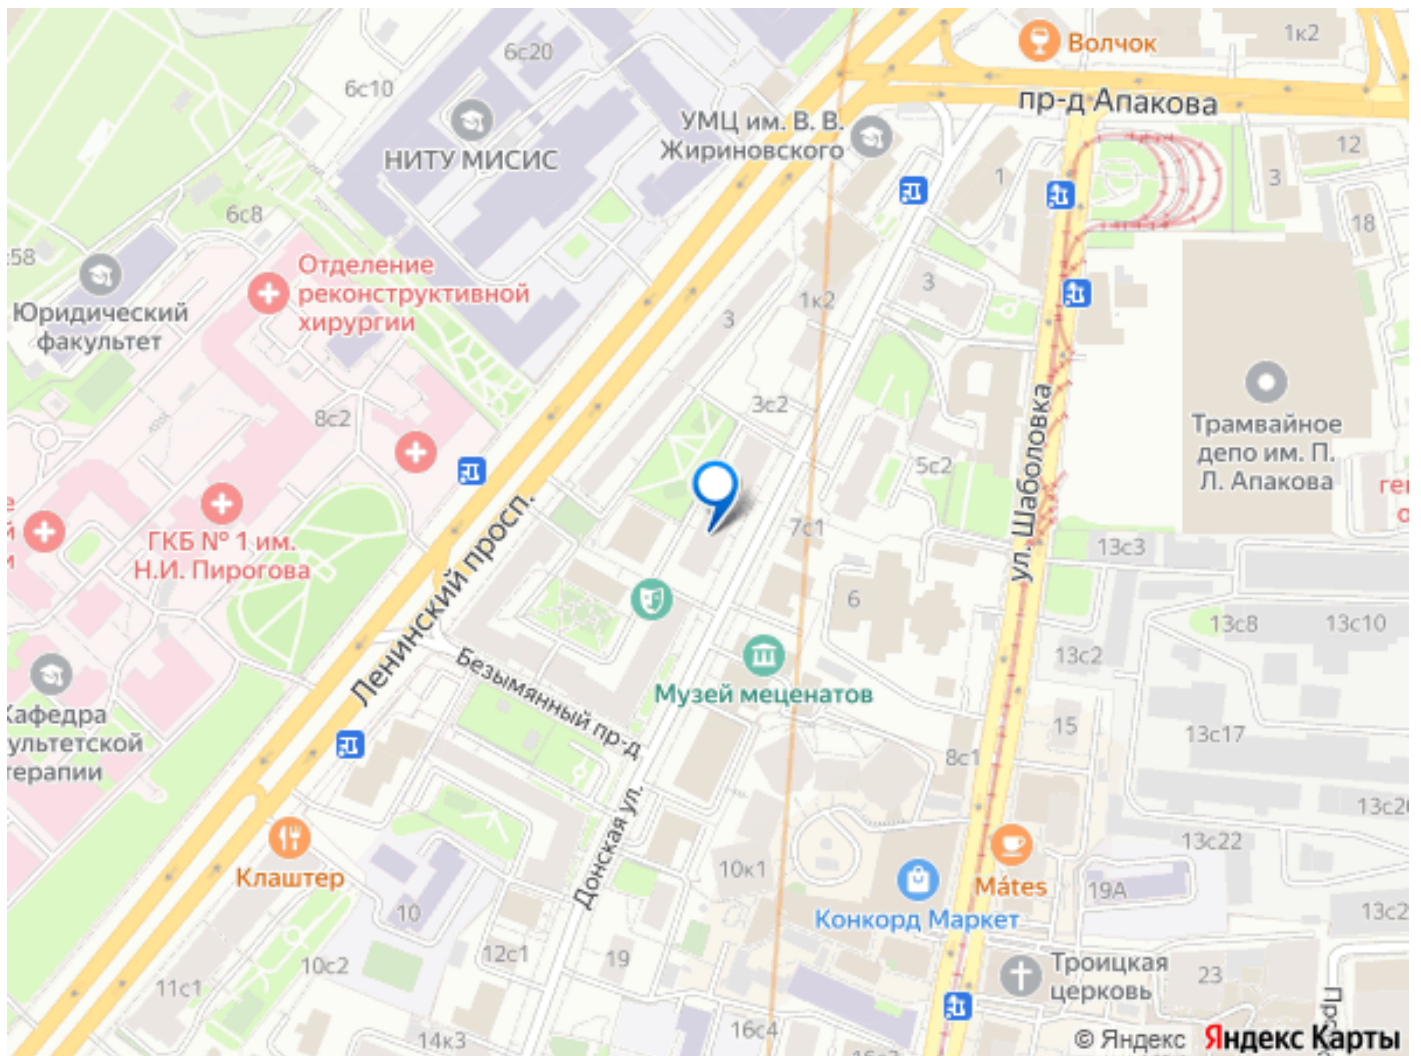 6с20
Волчок
1к2
6с10
пр-д Апакова
УМЦ им. В. В.
Жириновского
НИТУ МИСИС
12
1
3
6с8
18
:58
Отделение
реконструктивной
хирургии
3
1к2
Юридический
факультет
3
3с2
8с2
ул. Шаболовка
Трамвайное
депо им. П.
Л. Апакова
5с2
Ленинский просп.
7с1
ГКБ № 1 им.
Н.И. Пирогова
13с3
6
13с8
13с10
13с2
Безымянный пр-д
Музей меценатов
Кафедра
ультетской
терапии
15
13с17
8с1
Донская ул.
13с22
Клаштер
10к1
Mátes
19А
10
Конкорд Маркет
13с2
12с1
19
10с2
Троицкая
церковь
23
11с1
16с4
14к3
© Яндекс Яндекс Карты